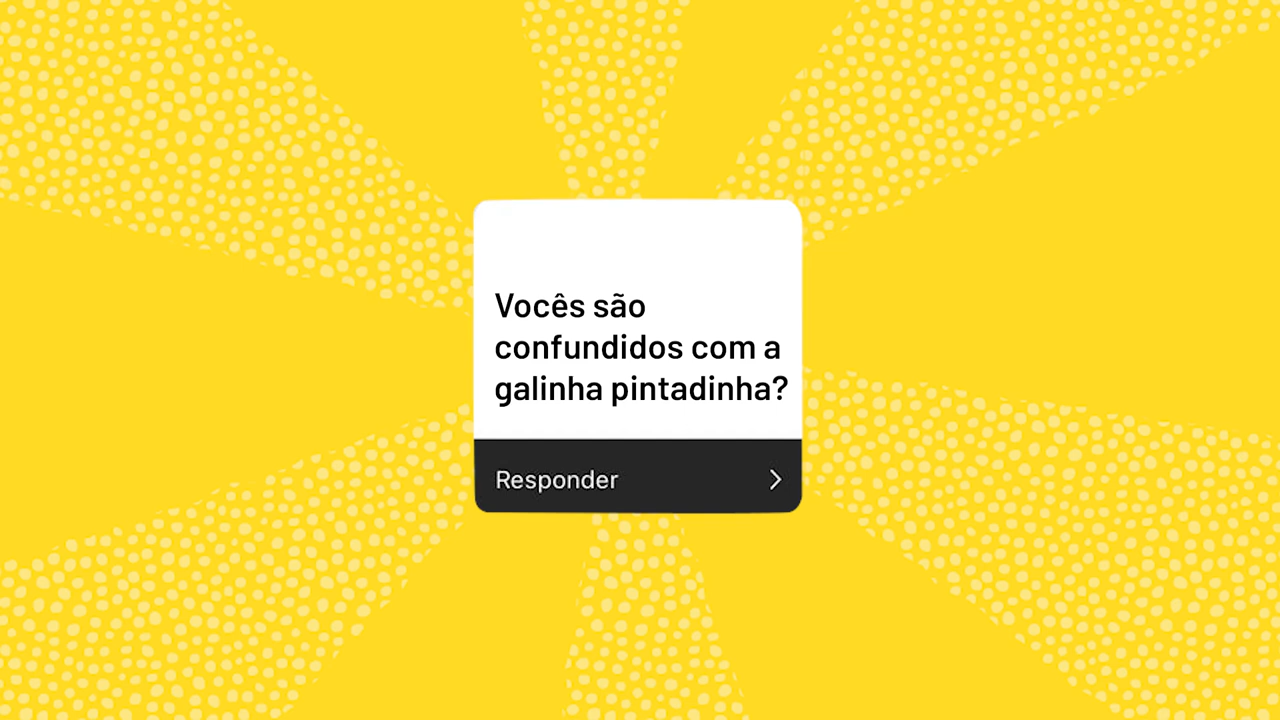 Vocês são
confundidos com a
galinha pintadinha?
Responder